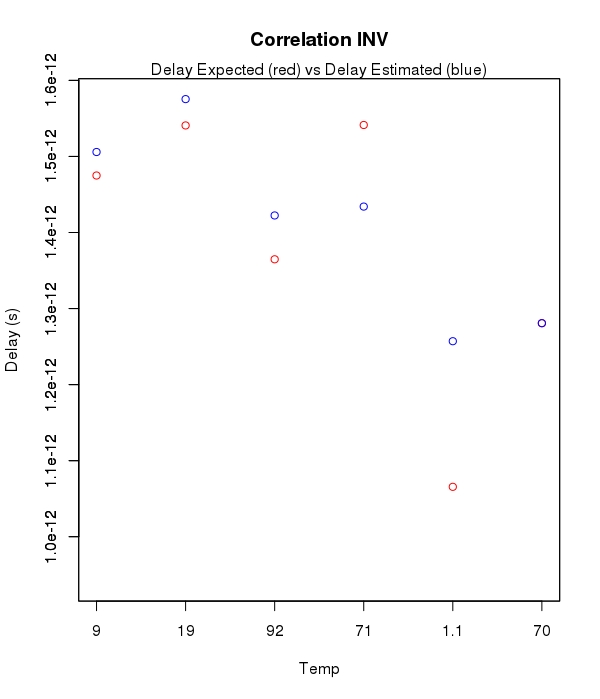 Correlation INV
Delay Expected (red) vs Delay Estimated (blue)
1.6e-12
1.5e-12
1.4e-12
1.3e-12
1.2e-12
1.1e-12
1.0e-12
Delay (s)
9 19 92 71 1.1 70
Temp